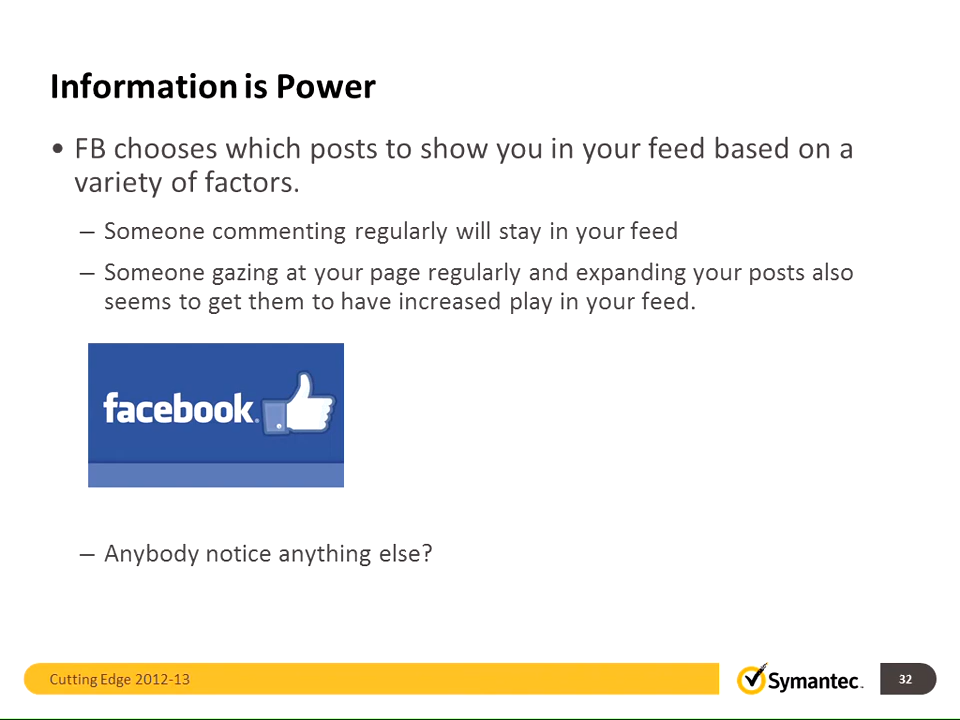 Information is Power
• FB chooses which posts to show you in your feed based on a
variety of factors.
– Someone commenting regularly will stay in your feed
– Someone gazing at your page regularly and expanding your posts also
seems to get them to have increased play in your feed.
facebook
– Anybody notice anything else?
Cutting Edge 2012-13
Symantec.
32